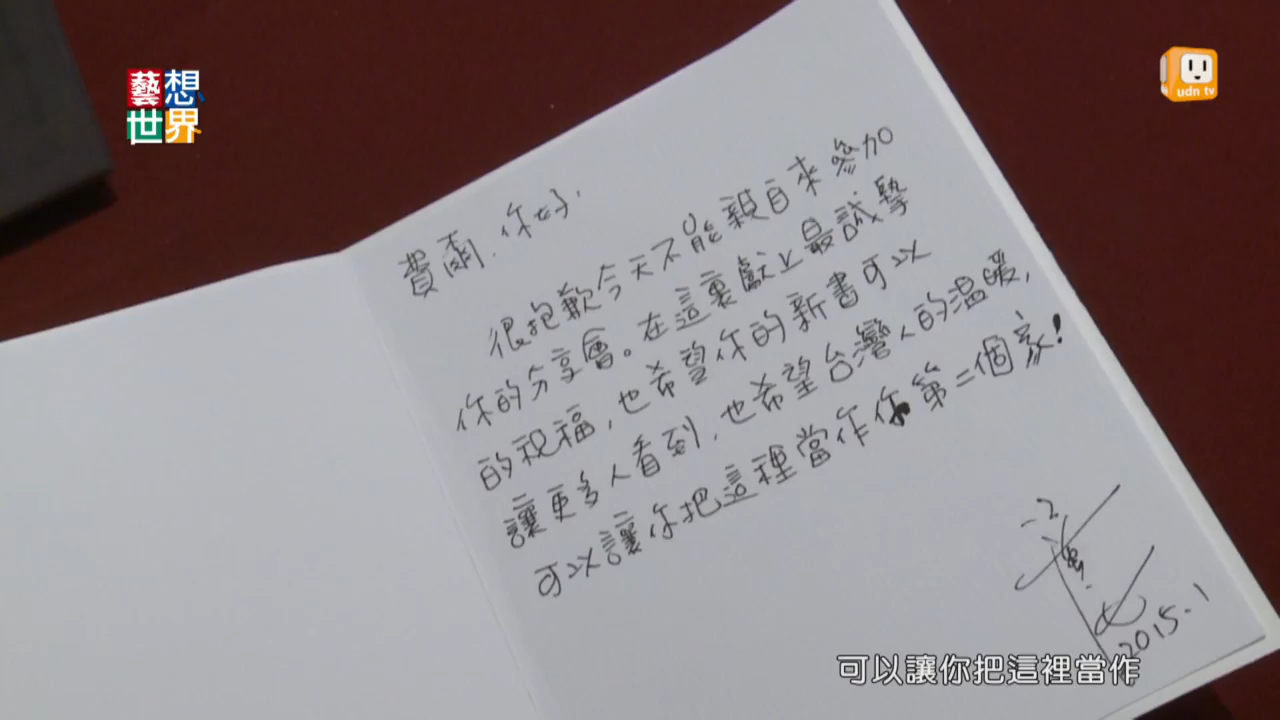 藝想
世界
udn tv
費爾.你好.
很抱歉今天不能親自來參加
你的分享會。在這裏獻上最誠摯
的祝福,也希望你的新書可以
讓更多人看到,也希望台灣人的溫暖,
可以讓你把這裡當作你第二個家!
2015.1
可以讓你把這裡當作